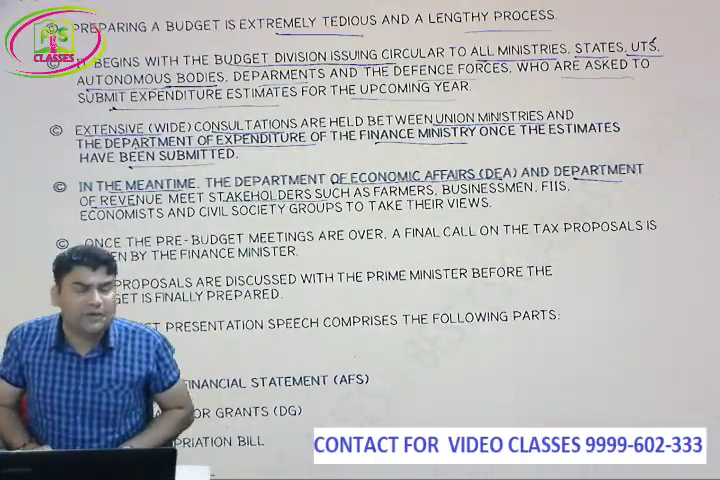 PREPARING A BUDGET IS EXTREMELY TEDIOUS AND A LENGTHY PROCESS.
CLASSES
IT BEGINS WITH THE BUDGET DIVISION ISSUING CIRCULAR TO ALL MINISTRIES, STATES, UTS,
AUTONOMOUS BODIES, DEPARMENTS AND THE DEFENCE FORCES, WHO ARE ASKED TO
SUBMIT EXPENDITURE ESTIMATES FOR THE UPCOMING YEAR.
© EXTENSIVE (WIDE) CONSULTATIONS ARE HELD BETWEEN UNION MINISTRIES AND
THE DEPARTMENT OF EXPENDITURE OF THE FINANCE MINISTRY ONCE THE ESTIMATES
HAVE BEEN SUBMITTED.
© IN THE MEANTIME, THE DEPARTMENT OF ECONOMIC AFFAIRS (DEA) AND DEPARTMENT
OF REVENUE MEET STAKEHOLDERS SUCH AS FARMERS, BUSINESSMEN, FIIS,
ECONOMISTS AND CIVIL SOCIETY GROUPS TO TAKE THEIR VIEWS.
© ONCE THE PRE-BUDGET MEETINGS ARE OVER, A FINAL CALL ON THE TAX PROPOSALS IS
EN BY THE FINANCE MINISTER.
PROPOSALS ARE DISCUSSED WITH THE PRIME MINISTER BEFORE THE
GET IS FINALLY PREPARED.
ET PRESENTATION SPEECH COMPRISES THE FOLLOWING PARTS:
FINANCIAL STATEMENT (AFS)
OR GRANTS (DG)
PRIATION BILL
CONTACT FOR VIDEO CLASSES 9999-602-333